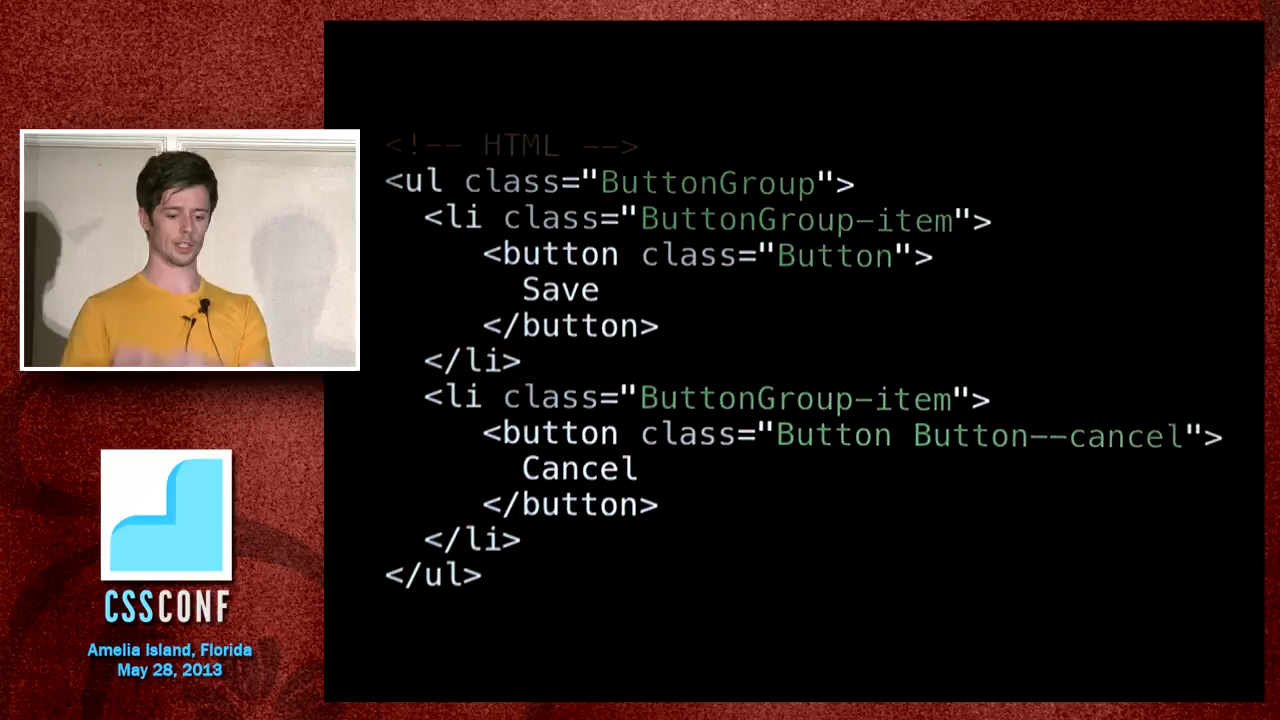 <!-- HTML -->
<ul class="ButtonGroup">
<li class="ButtonGroup-item">
<button class="Button">
Save
</button>
</li>
<li class="ButtonGroup-item">
<button class="Button Button--cancel">
Cancel
</button>
</li>
</ul>
CSSCONF
Amelia Island, Florida
May 28, 2013